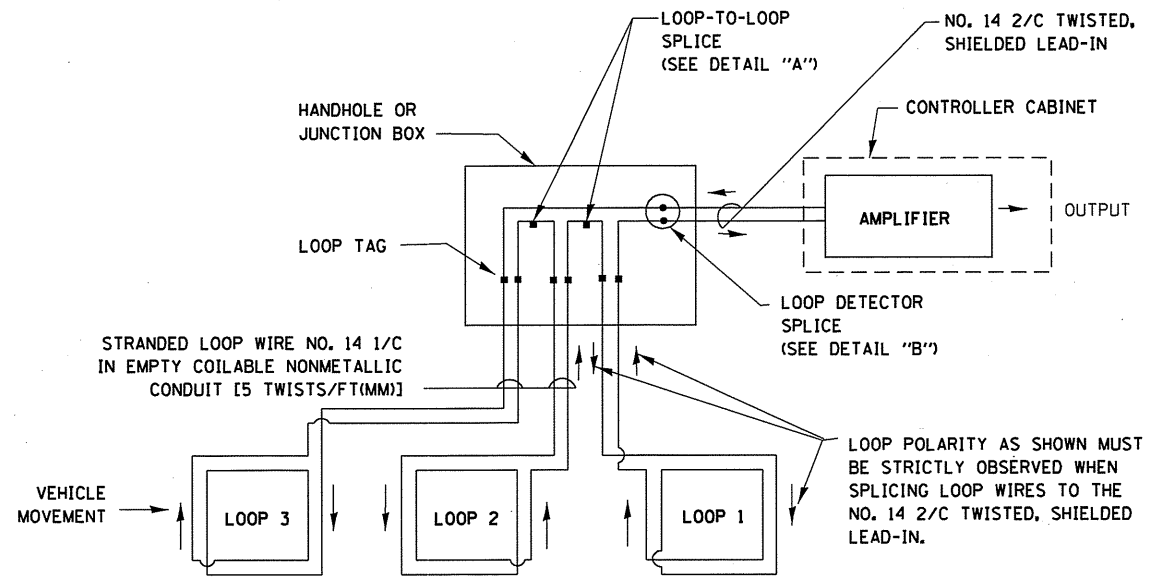 LOOP-TO-LOOP
SPLICE
(SEE DETAIL "A")
NO. 14 2/C TWISTED,
SHIELDED LEAD-IN
HANDHOLE OR
JUNCTION BOX
CONTROLLER CABINET
AMPLIFIER
OUTPUT
LOOP TAG
LOOP DETECTOR
SPLICE
(SEE DETAIL "B")
STRANDED LOOP WIRE NO. 14 1/C
IN EMPTY COILABLE NONMETALLIC
CONDUIT [5 TWISTS/FT(MM)]
LOOP POLARITY AS SHOWN MUST
BE STRICTLY OBSERVED WHEN
SPLICING LOOP WIRES TO THE
NO. 14 2/C TWISTED, SHIELDED
LEAD-IN.
VEHICLE
MOVEMENT
LOOP 3
LOOP 2
LOOP 1